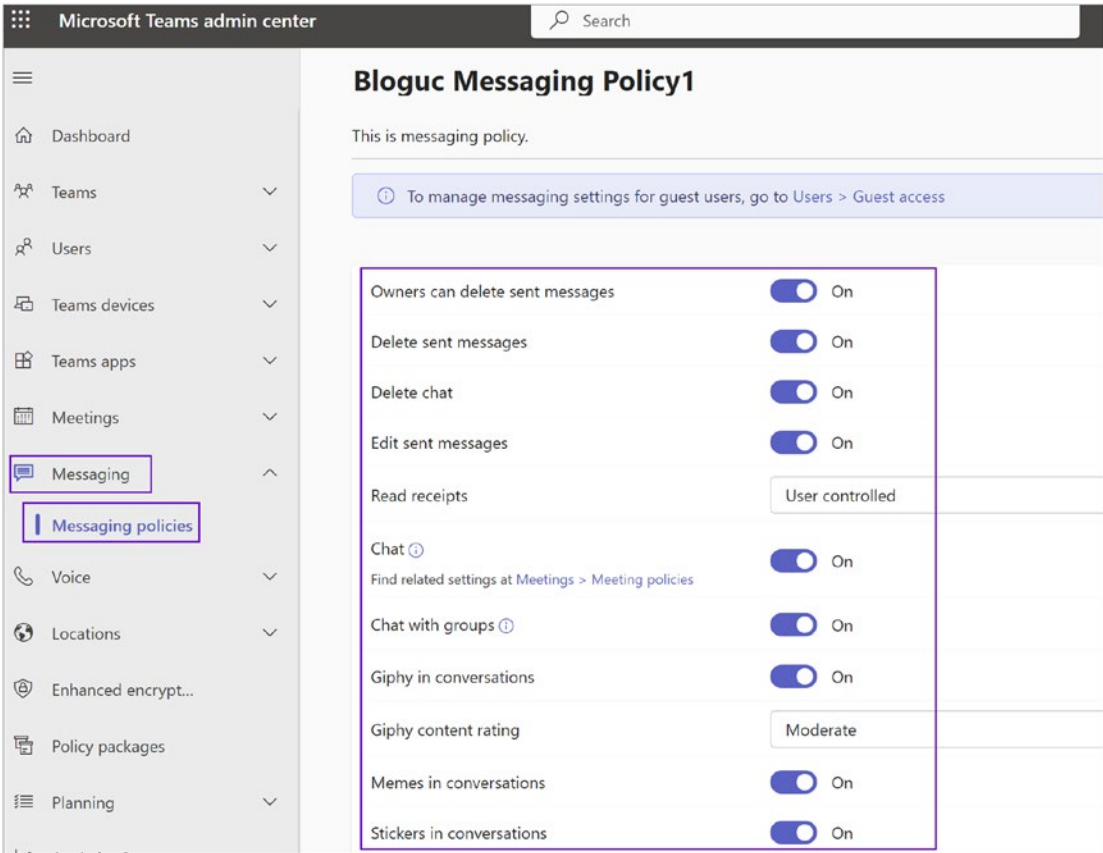 Microsoft Teams admin center
Search
Dashboard
Teams
Users
Teams devices
Teams apps
Meetings
Messaging
Messaging policies
Voice
Locations
Enhanced encrypt...
Policy packages
Planning
Bloguc Messaging Policy1
This is messaging policy.
To manage messaging settings for guest users, go to Users > Guest access
Owners can delete sent messages On
Delete sent messages On
Delete chat On
Edit sent messages On
Read receipts User controlled
Chat On
Find related settings at Meetings > Meeting policies
Chat with groups On
Giphy in conversations On
Giphy content rating Moderate
Memes in conversations On
Stickers in conversations On